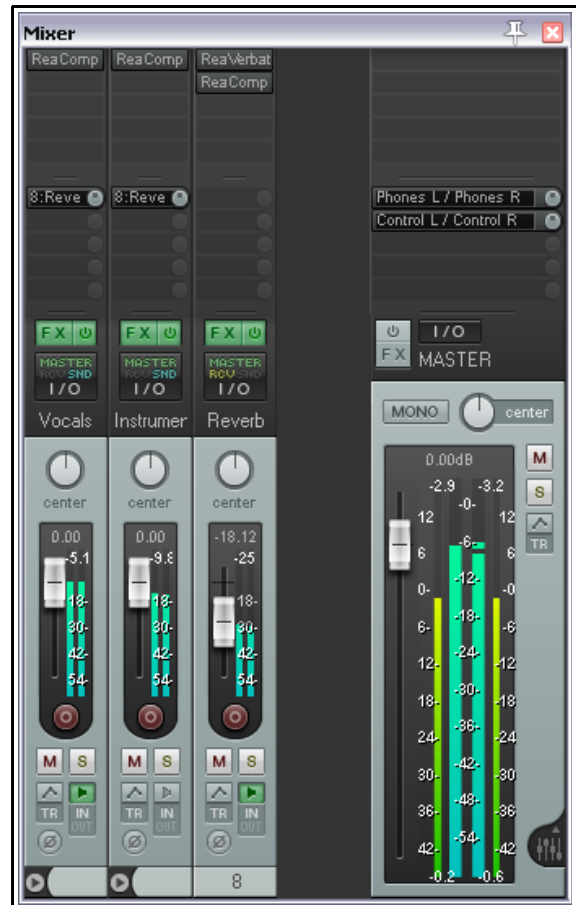 Mixer
ReaComp ReaComp ReaVerbat
ReaComp
8:Reve 8:Reve Phones L / Phones R
Control L / Control R
FX FX FX I/O
MASTER MASTER MASTER FX MASTER
RCV SND RCV SND RCV SND
I/O I/O I/O
Vocals Instrumer Reverb
MONO center
center center center
0.00 0.00 -18.12 0.00dB M
-5.1 -9.8 -25 -2.9 -3.2 S
-0-
12 12 TR
-6-
6 6
-12-
0- -0
18- 18- 18- -18-
30- 30- 30- 6- -6
42- 42- 42- -24-
54- 54- 54- 12- -12
-30-
18- -18
-36-
24- -24
-42-
30- -30
-48-
36- -36
-54-
42- -42
-0.2 -0.6
M S M S M S
TR IN TR IN TR IN
OUT OUT OUT
8